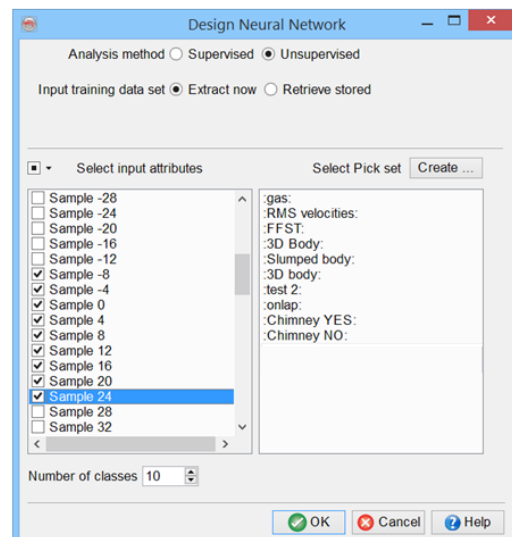 Design Neural Network
Analysis method Supervised Unsupervised
Input training data set Extract now Retrieve stored
Select input attributes
Select Pick set Create ...
Sample -28
Sample -24
Sample -20
Sample -16
Sample -12
Sample -8
Sample -4
Sample 0
Sample 4
Sample 8
Sample 12
Sample 16
Sample 20
Sample 24
Sample 28
Sample 32
:gas:
:RMS velocities:
:FFST:
:3D Body:
:Slumped body:
:3D body:
:test 2:
:onlap:
:Chimney YES:
:Chimney NO:
Number of classes 10
OK Cancel Help